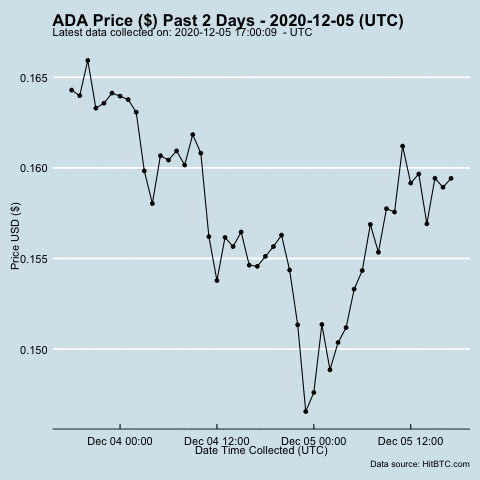 ADA Price ($) Past 2 Days - 2020-12-05 (UTC)
Latest data collected on: 2020-12-05 17:00:09  - UTC
0.165
0.160
0.155
0.150
Price USD ($)
Dec 04 00:00 Dec 04 12:00 Dec 05 00:00 Dec 05 12:00
Date Time Collected (UTC)
Data source: HitBTC.com